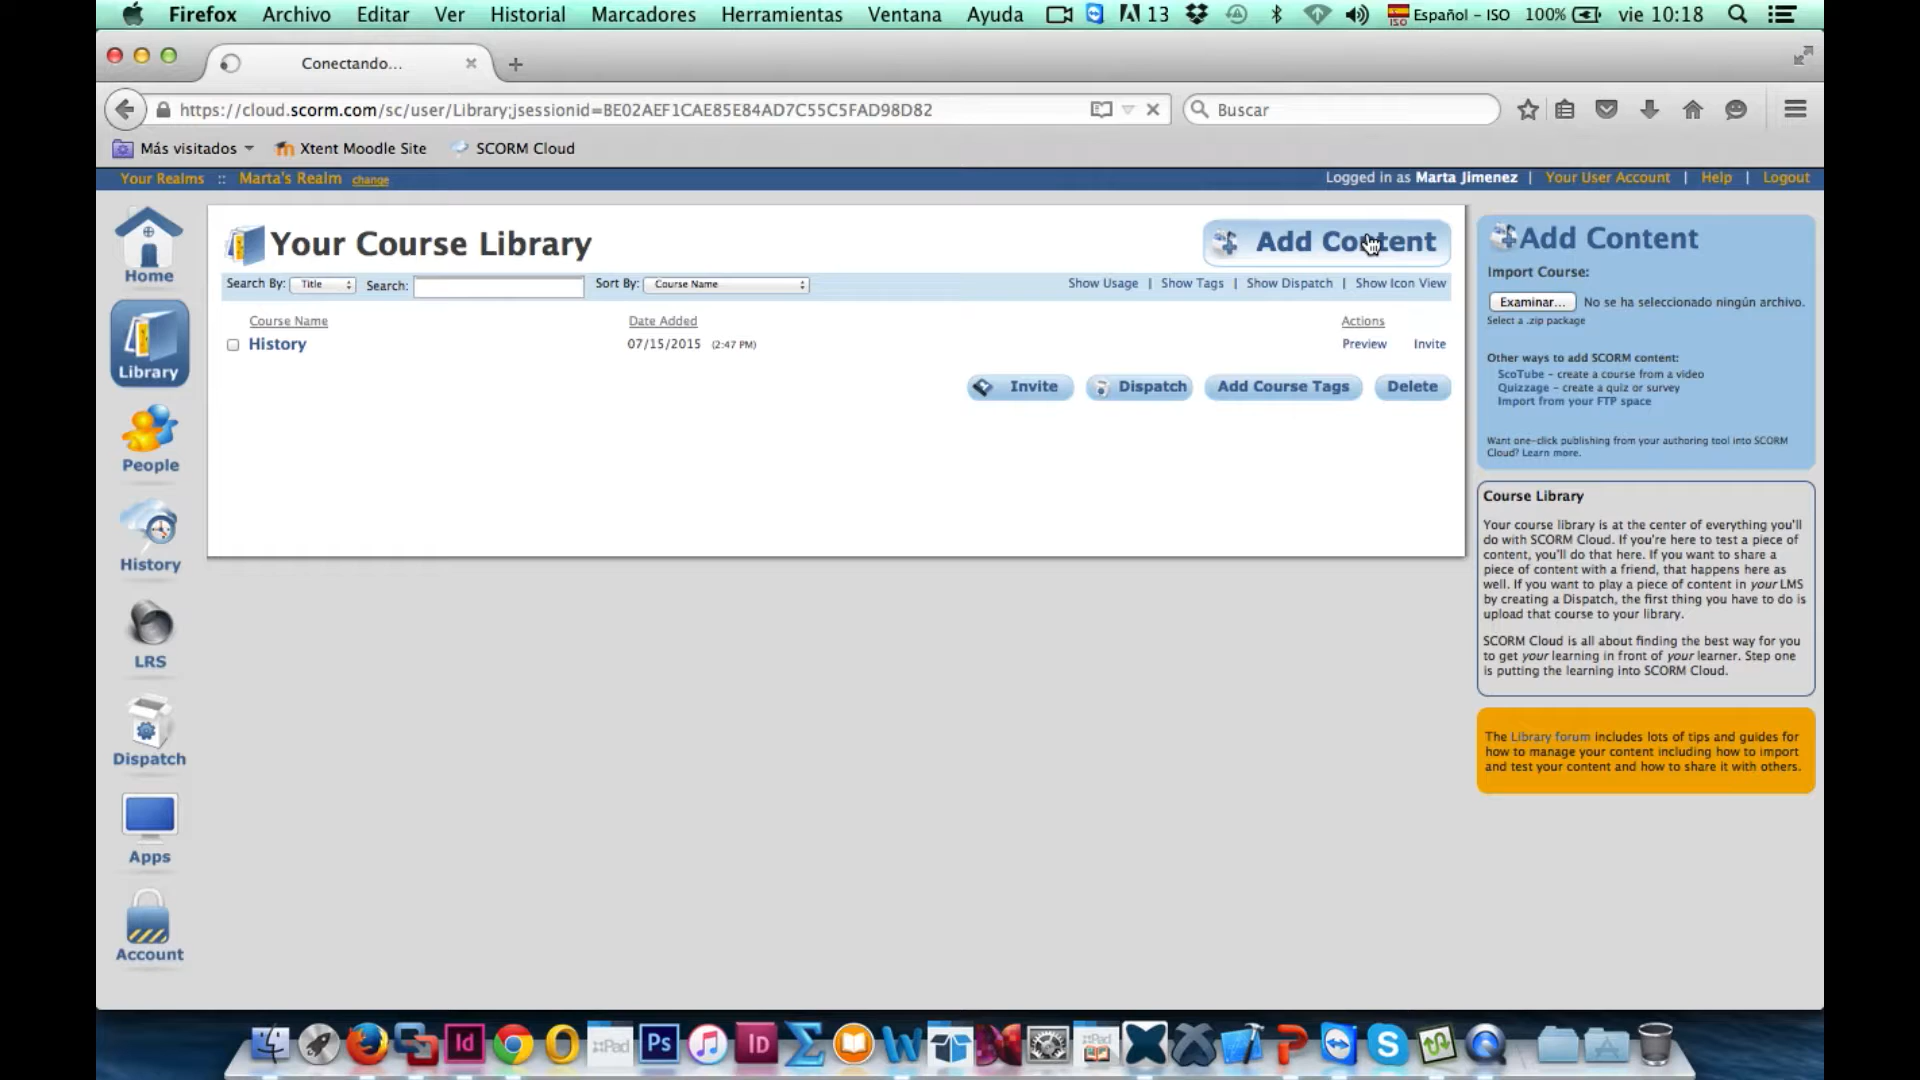 Firefox Archivo Editar Ver Historial Marcadores Herramientas Ventana Ayuda 13 ISO Español - ISO 100% vie 10:18
Conectando...
https://cloud.scorm.com/sc/user/Library;jsessionid=BE02AEF1CAE85E84AD7C55C5FAD98D82 Buscar
Más visitados Xtent Moodle Site SCORM Cloud
Your Realms :: Marta's Realm change Logged in as Marta Jimenez | Your User Account | Help | Logout
Home
Library
People
History
LRS
Dispatch
Apps
Account
Your Course Library Add Content
Search By: Title Search: Sort By: Course Name Show Usage | Show Tags | Show Dispatch | Show Icon View
Course Name Date Added Actions
History 07/15/2015 (2:47 PM) Preview Invite
Invite Dispatch Add Course Tags Delete
Add Content
Import Course:
Examinar... No se ha seleccionado ningún archivo.
Select a .zip package
Other ways to add SCORM content:
ScoTube - create a course from a video
Quizzage - create a quiz or survey
Import from your FTP space
Want one-click publishing from your authoring tool into SCORM
Cloud? Learn more.
Course Library
Your course library is at the center of everything you'll
do with SCORM Cloud. If you're here to test a piece of
content, you'll do that here. If you want to share a
piece of content with a friend, that happens here as
well. If you want to play a piece of content in your LMS
by creating a Dispatch, the first thing you have to do is
upload that course to your library.
SCORM Cloud is all about finding the best way for you
to get your learning in front of your learner. Step one
is putting the learning into SCORM Cloud.
The Library forum includes lots of tips and guides for
how to manage your content including how to import
and test your content and how to share it with others.
Id Pad Ps ID Pad